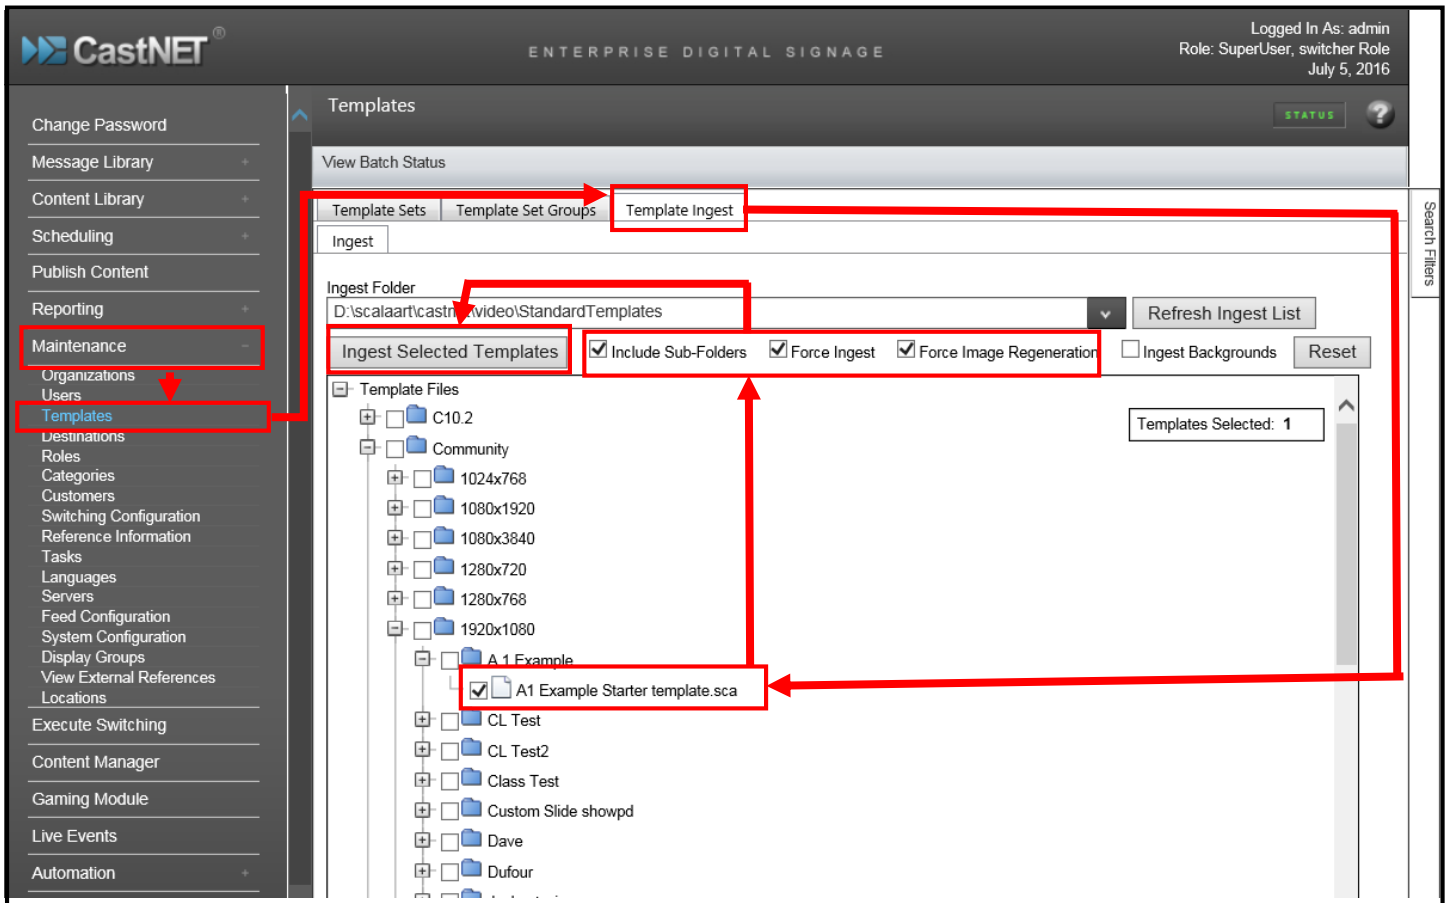 CastNET ®
ENTERPRISE DIGITAL SIGNAGE
Logged In As: admin
Role: SuperUser, switcher Role
July 5, 2016
Change Password
Message Library +
Content Library +
Scheduling +
Publish Content
Reporting +
Maintenance -
Organizations
Users
Templates
Destinations
Roles
Categories
Customers
Switching Configuration
Reference Information
Tasks
Languages
Servers
Feed Configuration
System Configuration
Display Groups
View External References
Locations
Execute Switching
Content Manager
Gaming Module
Live Events
Automation +
Templates
STATUS ?
View Batch Status
Template Sets Template Set Groups Template Ingest
Ingest
Ingest Folder
D:\scalaart\castnet\video\StandardTemplates Refresh Ingest List
Ingest Selected Templates Include Sub-Folders Force Ingest Force Image Regeneration Ingest Backgrounds Reset
Template Files
Templates Selected: 1
C10.2
Community
1024x768
1080x1920
1080x3840
1280x720
1280x768
1920x1080
A 1 Example
A1 Example Starter template.sca
CL Test
CL Test2
Class Test
Custom Slide showpd
Dave
Dufour
Search Filters